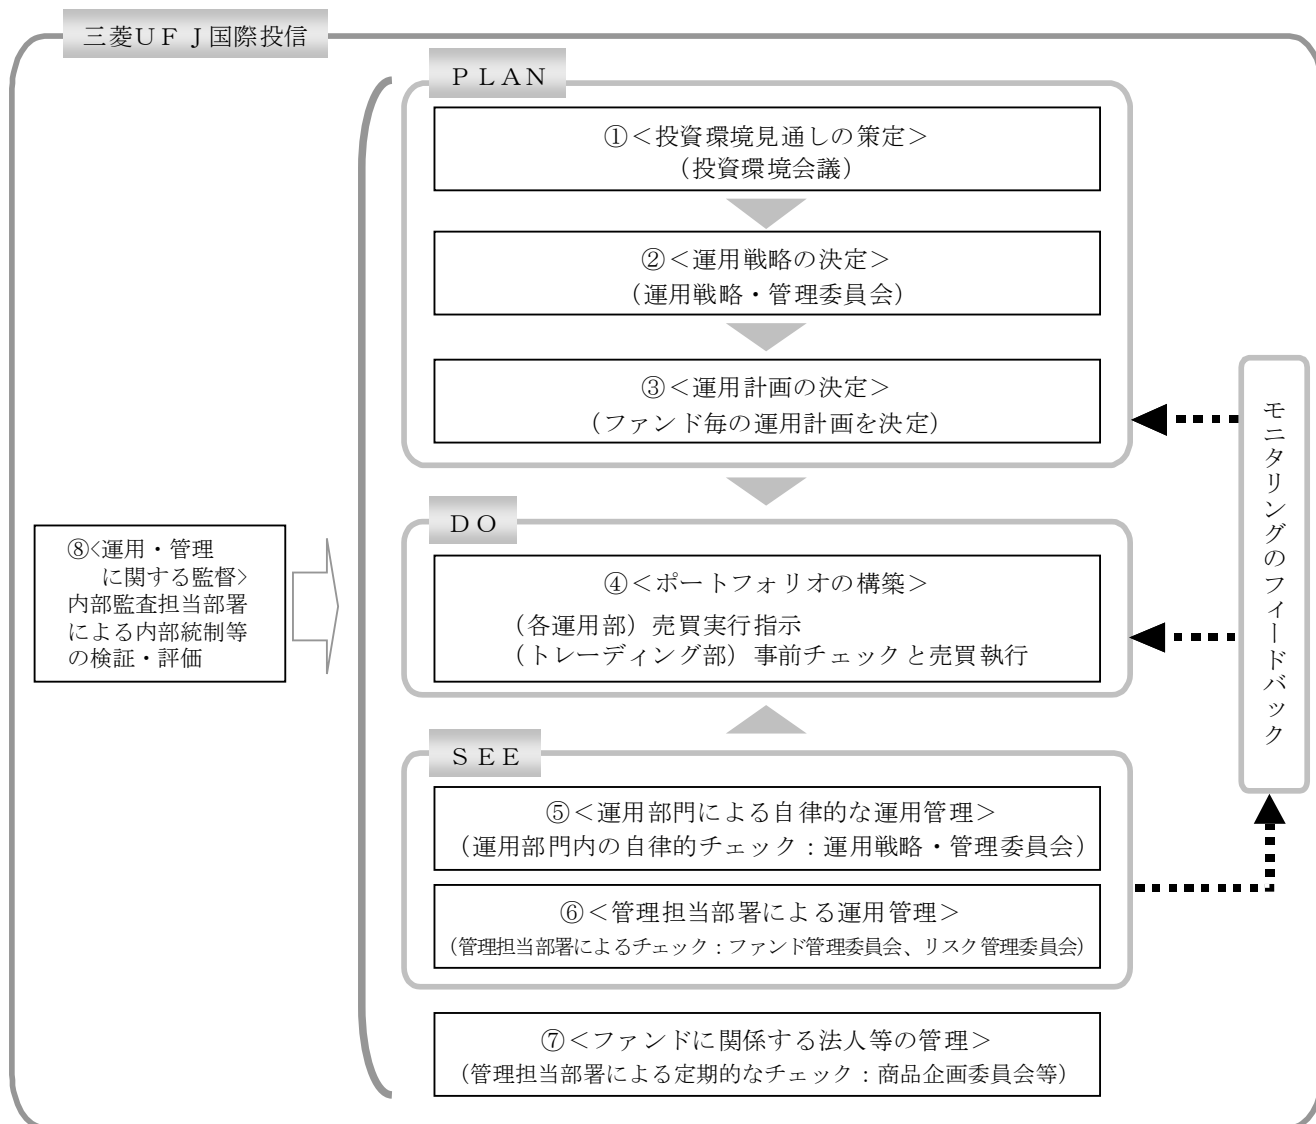 三菱ＵＦＪ国際投信
ＰＬＡＮ
①＜投資環境見通しの策定＞
（投資環境会議）
②＜運用戦略の決定＞
（運用戦略・管理委員会）
③＜運用計画の決定＞
（ファンド毎の運用計画を決定）
ＤＯ
④＜ポートフォリオの構築＞
（各運用部）売買実行指示
（トレーディング部）事前チェックと売買執行
ＳＥＥ
⑤＜運用部門による自律的な運用管理＞
（運用部門内の自律的チェック：運用戦略・管理委員会）
⑥＜管理担当部署による運用管理＞
（管理担当部署によるチェック：ファンド管理委員会、リスク管理委員会）
⑦＜ファンドに関係する法人等の管理＞
（管理担当部署による定期的なチェック：商品企画委員会等）
⑧<運用・管理
に関する監督>
内部監査担当部署
による内部統制等
の検証・評価
モニタリングのフィードバック